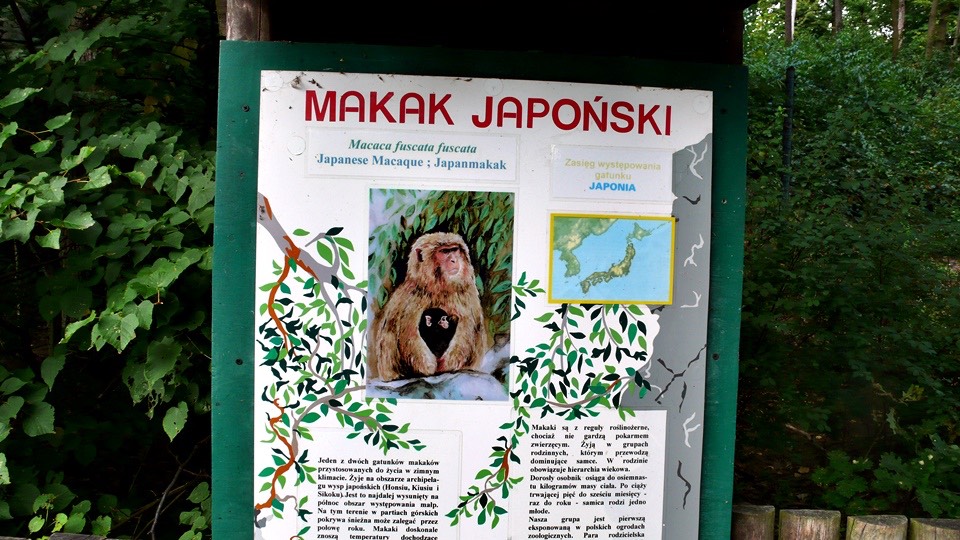 MAKAK JAPOŃSKI
Macaca fuscata fuscata
Japanese Macaque ; Japanmakak
Zasięg występowania
gatunku
JAPONIA
Jeden z dwóch gatunków makaków
przystosowanych do życia w zimnym
klimacie. Żyje na obszarze archipela-
gu wysp japońskich (Honsiu, Kiusiu i
Sikoku).Jest to najdalej wysunięty na
północ obszar występowania małp.
Na tym terenie w partiach górskich
pokrywa śnieżna może zalegać przez
połowę roku. Makaki doskonale
znoszą temperatury dochodzące
Makaki są z reguły roślinożerne,
chociaż nie gardzą pokarmem
zwierzęcym. Żyją w grupach
rodzinnych, którym przewodzą
dominujące samce. W rodzinie
obowiązuje hierarchia wiekowa.
Dorosły osobnik osiąga do osiemnas-
tu kilogramów masy ciała. Po ciąży
trwającej pięć do sześciu miesięcy -
raz do roku - samica rodzi jedno
młode.
Nasza grupa jest pierwszą
eksponowaną w polskich ogrodach
zoologicznych. Para rodzicielska